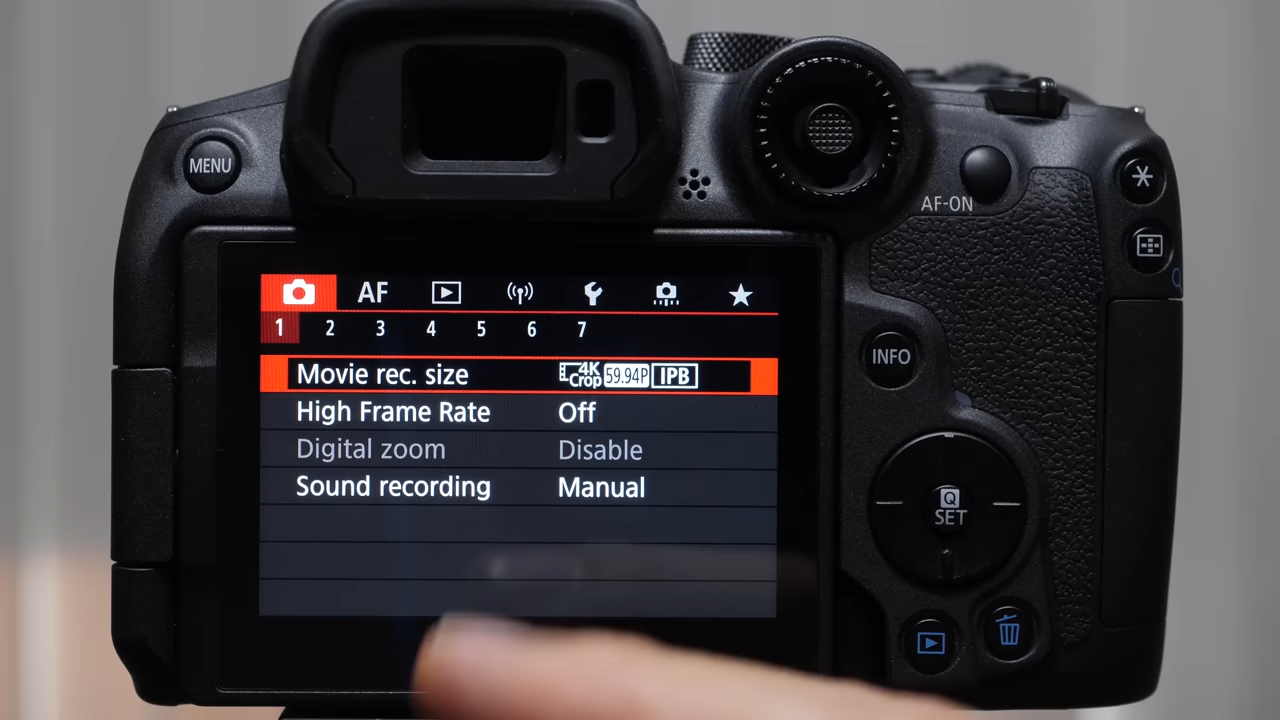 MENU
AF-ON
AF
1 2 3 4 5 6 7
Movie rec. size 4K Crop 59.94P IPB
High Frame Rate Off
Digital zoom Disable
Sound recording Manual
INFO
Q
SET